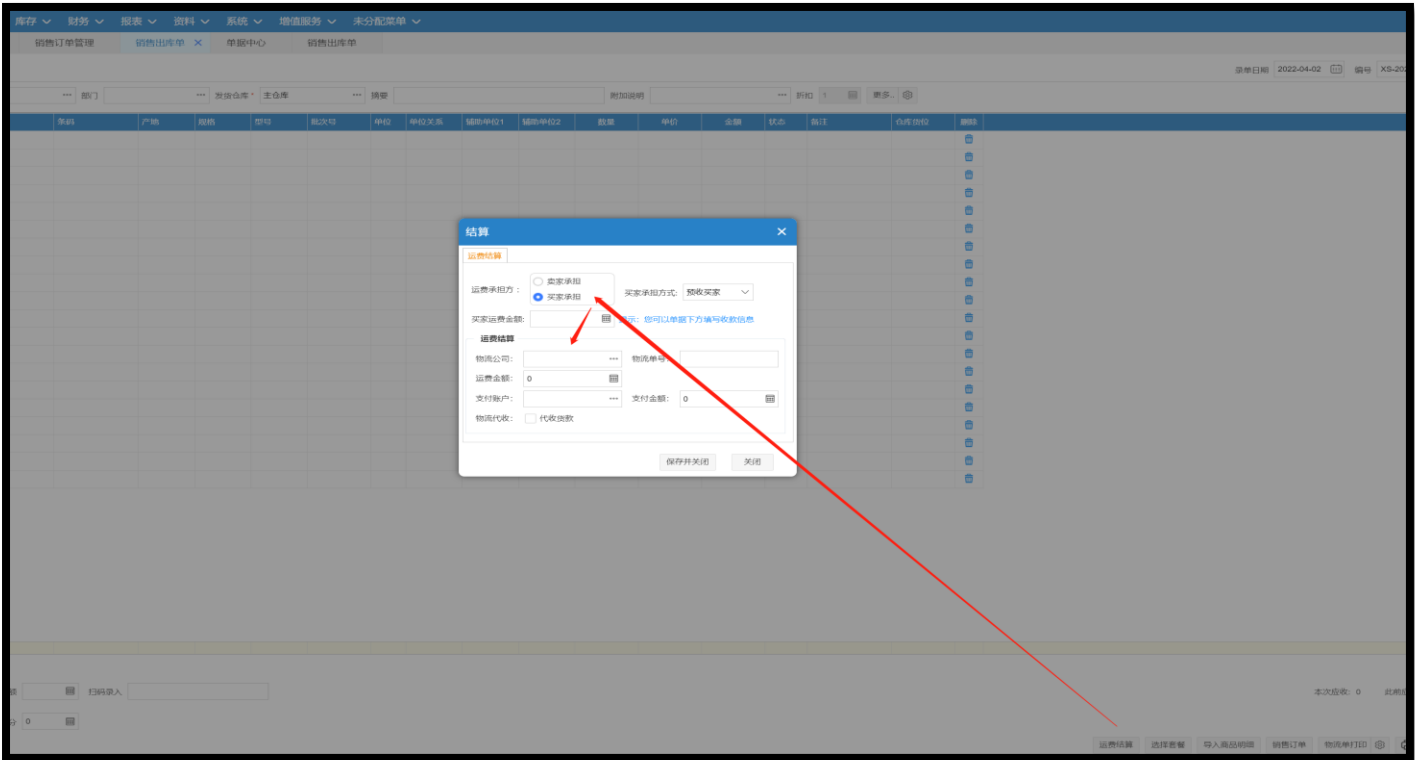 库存 财务 报表 资料 系统 增值服务 未分配菜单
销售订单管理 销售出库单 × 单据中心 销售出库单
录单日期 2022-04-02 编号 XS-20
部门 发货仓库* 主仓库 摘要 附加说明 折扣 1 更多..
条码 产地 规格 型号 批次号 单位 单位关系 辅助单位1 辅助单位2 数量 单价 金额 状态 备注 仓库货位 删除
结算
运费结算
运费承担方: 卖家承担
买家承担 买家承担方式: 预收买家
买家运费金额: 示: 您可以单据下方填写收款信息
运费结算
物流公司: 物流单号
运费金额: 0
支付账户: 支付金额: 0
物流代收: 代收货款
保存并关闭 关闭
额 扫码录入 本次应收: 0 此前应
分 0
运费结算 选择套餐 导入商品明细 销售订单 物流单打印